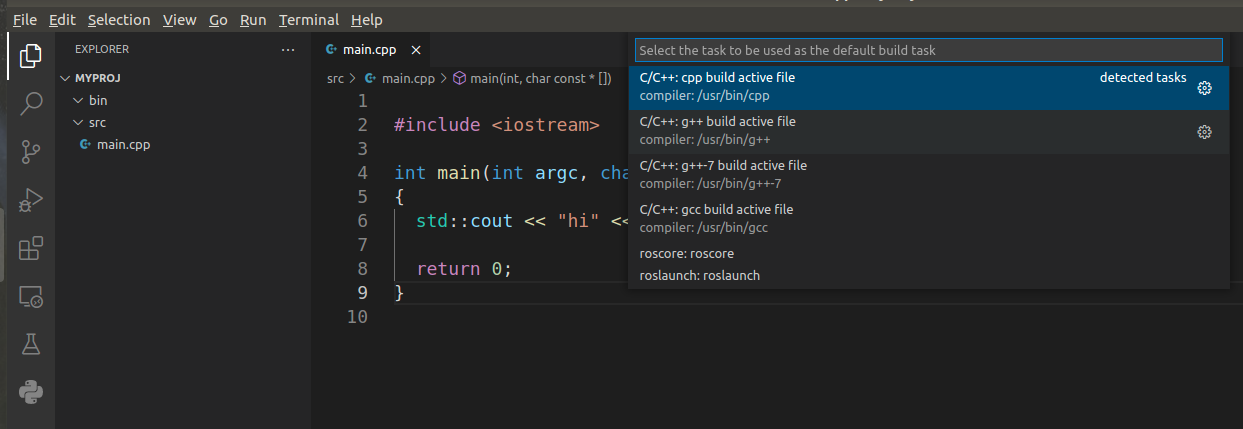 File Edit Selection View Go Run Terminal Help
EXPLORER
MYPROJ
bin
src
main.cpp
main.cpp
src > main.cpp > main(int, char const * [])
1
2 #include <iostream>
3
4 int main(int argc, cha
5 {
6 std::cout << "hi" <<
7
8 return 0;
9 }
10
Select the task to be used as the default build task
C/C++: cpp build active file detected tasks
compiler: /usr/bin/cpp
C/C++: g++ build active file
compiler: /usr/bin/g++
C/C++: g++-7 build active file
compiler: /usr/bin/g++-7
C/C++: gcc build active file
compiler: /usr/bin/gcc
roscore: roscore
roslaunch: roslaunch